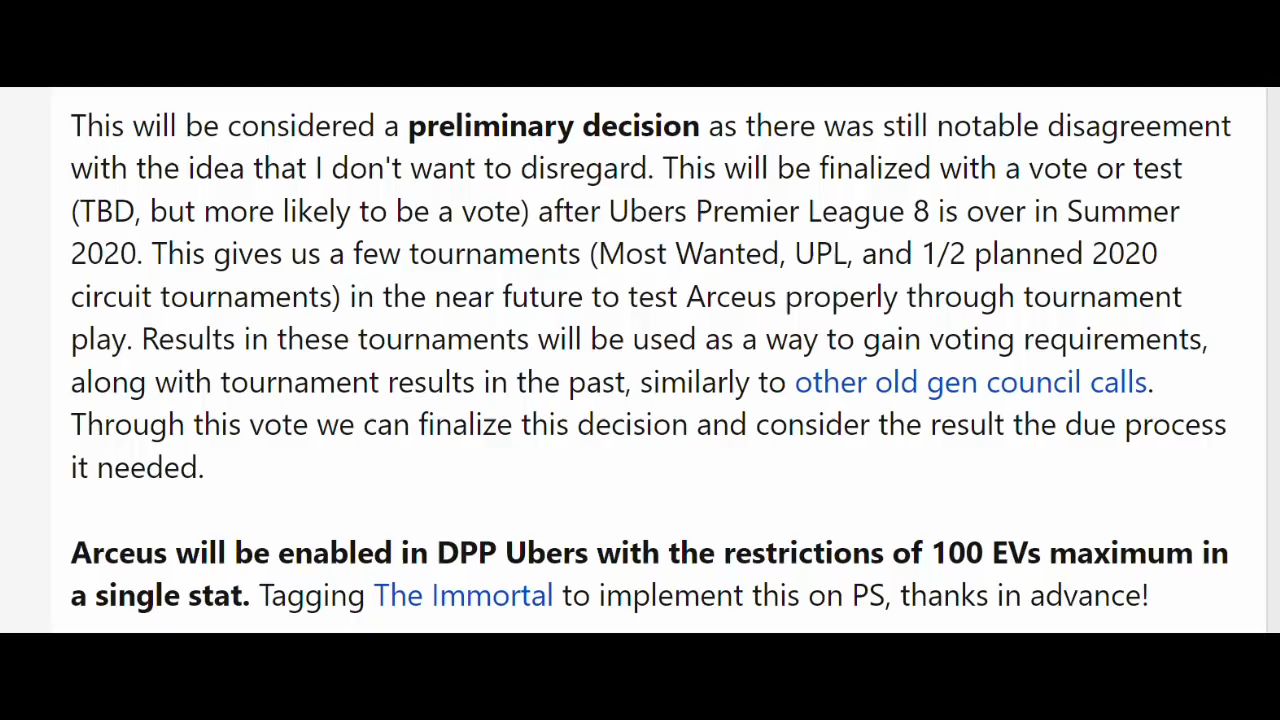 This will be considered a preliminary decision as there was still notable disagreement
with the idea that I don't want to disregard. This will be finalized with a vote or test
(TBD, but more likely to be a vote) after Ubers Premier League 8 is over in Summer
2020. This gives us a few tournaments (Most Wanted, UPL, and 1/2 planned 2020
circuit tournaments) in the near future to test Arceus properly through tournament
play. Results in these tournaments will be used as a way to gain voting requirements,
along with tournament results in the past, similarly to other old gen council calls.
Through this vote we can finalize this decision and consider the result the due process
it needed.
Arceus will be enabled in DPP Ubers with the restrictions of 100 EVs maximum in
a single stat. Tagging The Immortal to implement this on PS, thanks in advance!